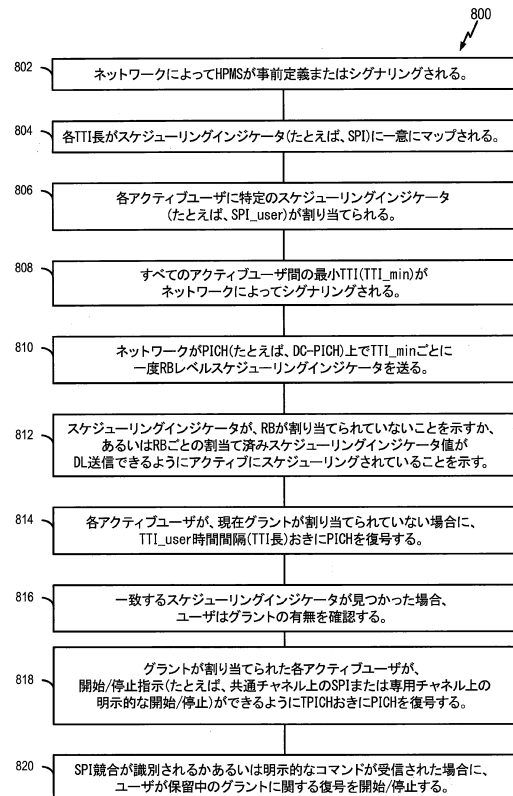 800
802
ネットワークによってHPMSが事前定義またはシグナリングされる。
804
各TTI長がスケジューリングインジケータ(たとえば、SPI)に一意にマップされる。
806
各アクティブユーザに特定のスケジューリングインジケータ
(たとえば、SPI_user)が割り当てられる。
808
すべてのアクティブユーザ間の最小TTI(TTI_min)が
ネットワークによってシグナリングされる。
810
ネットワークがPICH(たとえば、DC-PICH)上でTTI_minごとに
一度RBレベルスケジューリングインジケータを送る。
812
スケジューリングインジケータが、RBが割り当てられていないことを示すか、
あるいはRBごとの割当て済みスケジューリングインジケータ値が
DL送信できるようにアクティブにスケジューリングされていることを示す。
814
各アクティブユーザが、現在グラントが割り当てられていない場合に、
TTI_user時間間隔(TTI長)おきにPICHを復号する。
816
一致するスケジューリングインジケータが見つかった場合、
ユーザはグラントの有無を確認する。
818
グラントが割り当てられた各アクティブユーザが、
開始/停止指示(たとえば、共通チャネル上のSPIまたは専用チャネル上の
明示的な開始/停止)ができるようにTPICHおきにPICHを復号する。
820
SPI競合が識別されるかあるいは明示的なコマンドが受信された場合に、
ユーザが保留中のグラントに関する復号を開始/停止する。